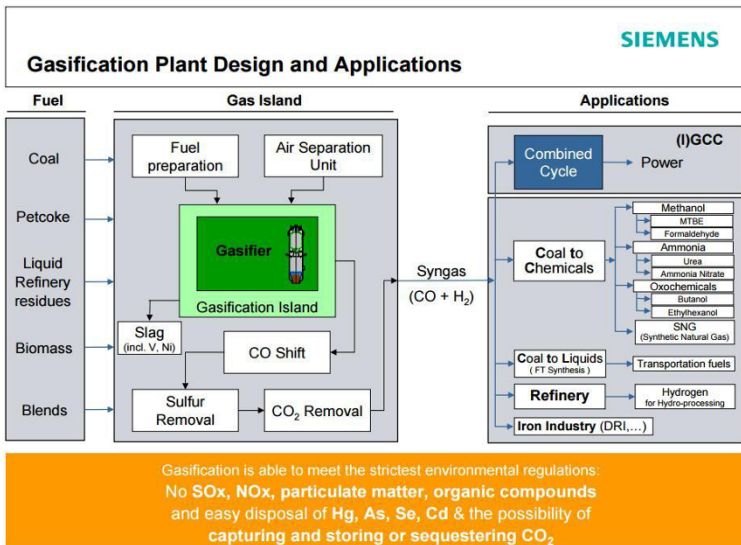 SIEMENS
Gasification Plant Design and Applications
Fuel
Gas Island
Applications
Coal
Petcoke
Liquid
Refinery
residues
Biomass
Blends
Fuel
preparation
Air Separation
Unit
Gasifier
Gasification Island
Slag
(incl. V, Ni)
CO Shift
Sulfur
Removal
CO₂ Removal
Syngas
(CO + H₂)
(I)GCC
Combined
Cycle
Power
Coal to
Chemicals
Methanol
MTBE
Formaldehyde
Ammonia
Urea
Ammonia Nitrate
Oxochemicals
Butanol
Ethylhexanol
SNG
(Synthetic Natural Gas)
Coal to Liquids
( FT Synthesis )
Transportation fuels
Refinery
Hydrogen
for Hydro-processing
Iron Industry (DRI,...)
Gasification is able to meet the strictest environmental regulations:
No SOx, NOx, particulate matter, organic compounds
and easy disposal of Hg, As, Se, Cd & the possibility of
capturing and storing or sequestering CO₂